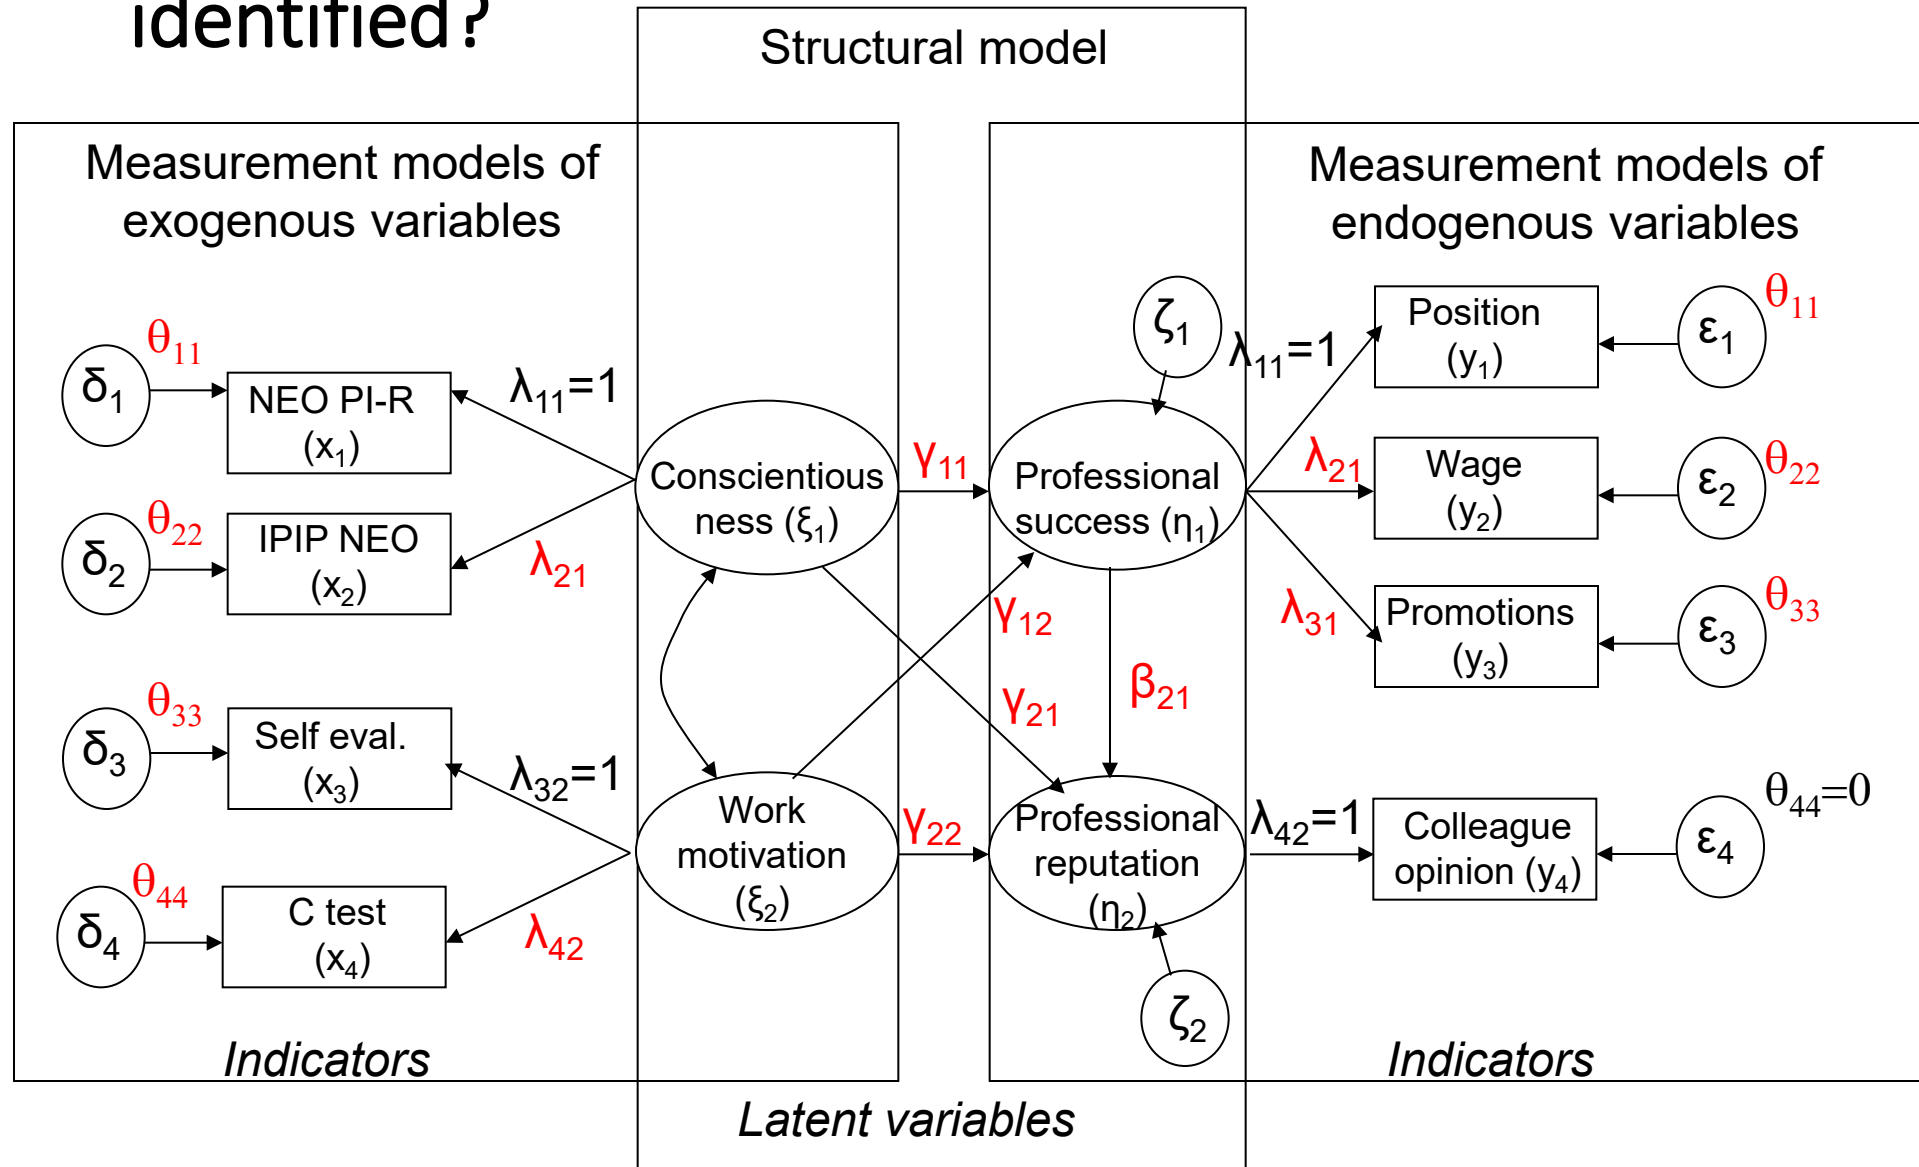 identified?
Structural model
Measurement models of
exogenous variables
Measurement models of
endogenous variables
δ₁
θ₁₁
NEO PI-R
(x₁)
λ₁₁=1
δ₂
θ₂₂
IPIP NEO
(x₂)
λ₂₁
δ₃
θ₃₃
Self eval.
(x₃)
λ₃₂=1
δ₄
θ₄₄
C test
(x₄)
λ₄₂
Conscientious
ness (ξ₁)
Work
motivation
(ξ₂)
γ₁₁
γ₁₂
γ₂₁
γ₂₂
ζ₁
Professional
success (η₁)
β₂₁
Professional
reputation
(η₂)
ζ₂
λ₁₁=1
λ₂₁
λ₃₁
λ₄₂=1
Position
(y₁)
ε₁
θ₁₁
Wage
(y₂)
ε₂
θ₂₂
Promotions
(y₃)
ε₃
θ₃₃
Colleague
opinion (y₄)
ε₄
θ₄₄=0
Indicators
Indicators
Latent variables